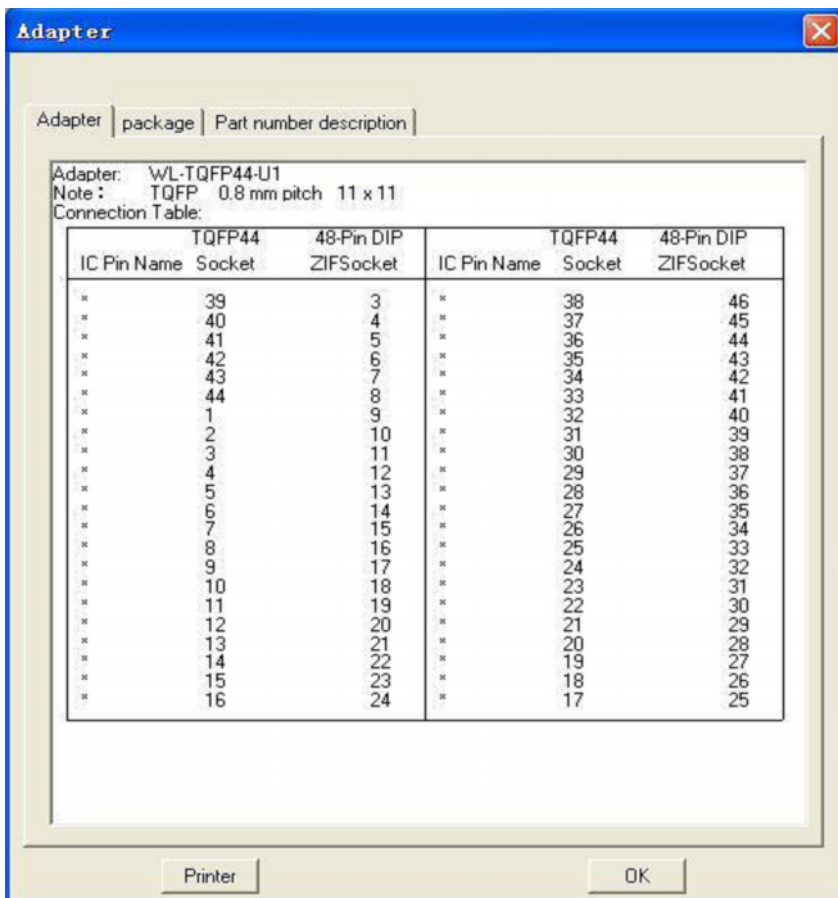 Adapter
Adapter package Part number description
Adapter: WL-TQFP44-U1
Note: TQFP 0.8 mm pitch 11 x 11
Connection Table:
TQFP44 48-Pin DIP TQFP44 48-Pin DIP
IC Pin Name Socket ZIFSocket IC Pin Name Socket ZIFSocket
* 39 3 * 38 46
* 40 4 * 37 45
* 41 5 * 36 44
* 42 6 * 35 43
* 43 7 * 34 42
* 44 8 * 33 41
* 1 9 * 32 40
* 2 10 * 31 39
* 3 11 * 30 38
* 4 12 * 29 37
* 5 13 * 28 36
* 6 14 * 27 35
* 7 15 * 26 34
* 8 16 * 25 33
* 9 17 * 24 32
* 10 18 * 23 31
* 11 19 * 22 30
* 12 20 * 21 29
* 13 21 * 20 28
* 14 22 * 19 27
* 15 23 * 18 26
* 16 24 * 17 25
Printer OK